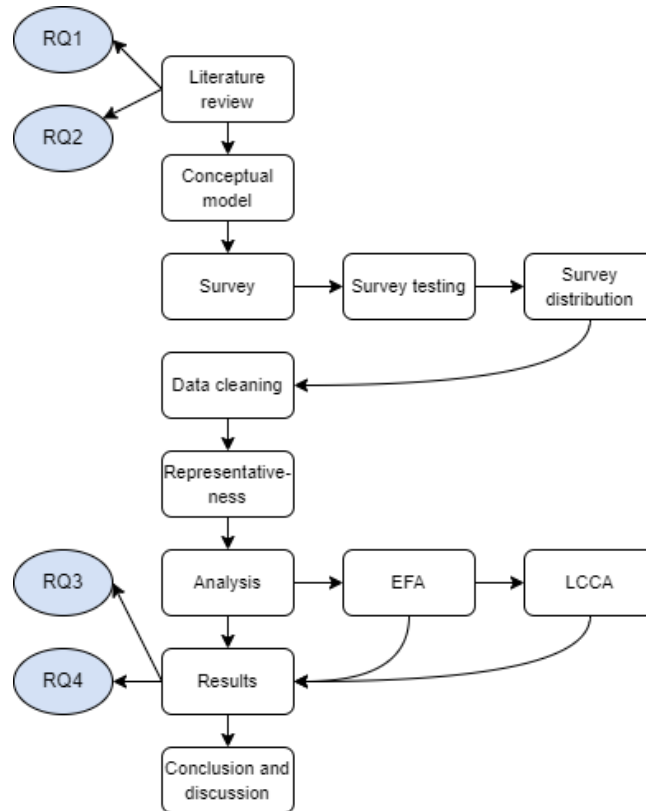 RQ1
Literature
review
RQ2
Conceptual
model
Survey
Survey testing
Survey
distribution
Data cleaning
Representative-
ness
RQ3
Analysis
EFA
LCCA
RQ4
Results
Conclusion and
discussion